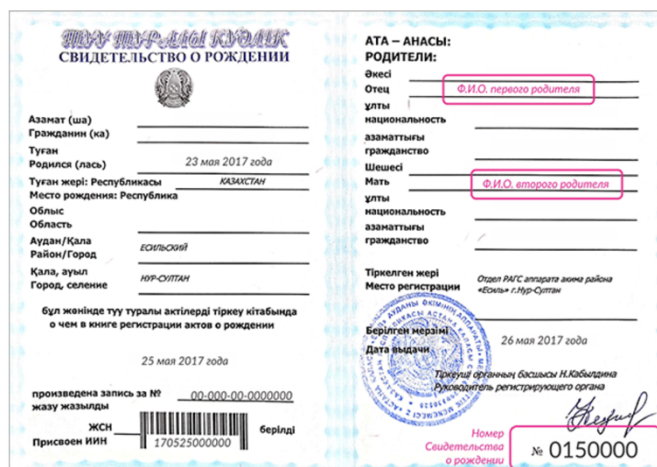 ТУУ ТУРАЛЫ КУӘЛІК
СВИДЕТЕЛЬСТВО О РОЖДЕНИИ
Азамат (ша)
Гражданин (ка)
Туған
Родился (лась) 23 мая 2017 года
Туған жері: Республикасы КАЗАХСТАН
Место рождения: Республика
Облыс
Область
Аудан/Қала
Район/Город ЕСИЛЬСКИЙ
Қала, ауыл
Город, селение НУР-СУЛТАН
бұл жөнінде туу туралы актілерді тіркеу кітабында
о чем в книге регистрации актов о рождении
25 мая 2017 года
произведена запись за № 00-000-00-0000000
жазу жазылды
ЖСН берілді
Присвоен ИИН 170525000000
АТА – АНАСЫ:
РОДИТЕЛИ:
Әкесі
Отец Ф.И.О. первого родителя
ұлты
национальность
азаматтығы
гражданство
Шешесі
Мать Ф.И.О. второго родителя
ұлты
национальность
азаматтығы
гражданство
Тіркелген жері
Место регистрации Отдел РАГС аппарата акима района
«Есиль» г.Нур-Султан
Берілген мерзімі
Дата выдачи 26 мая 2017 года
Тіркеуші органның басшысы Н.Кабылдина
Руководитель регистрирующего органа
Номер
Свидетельства
о рождении
№ 0150000